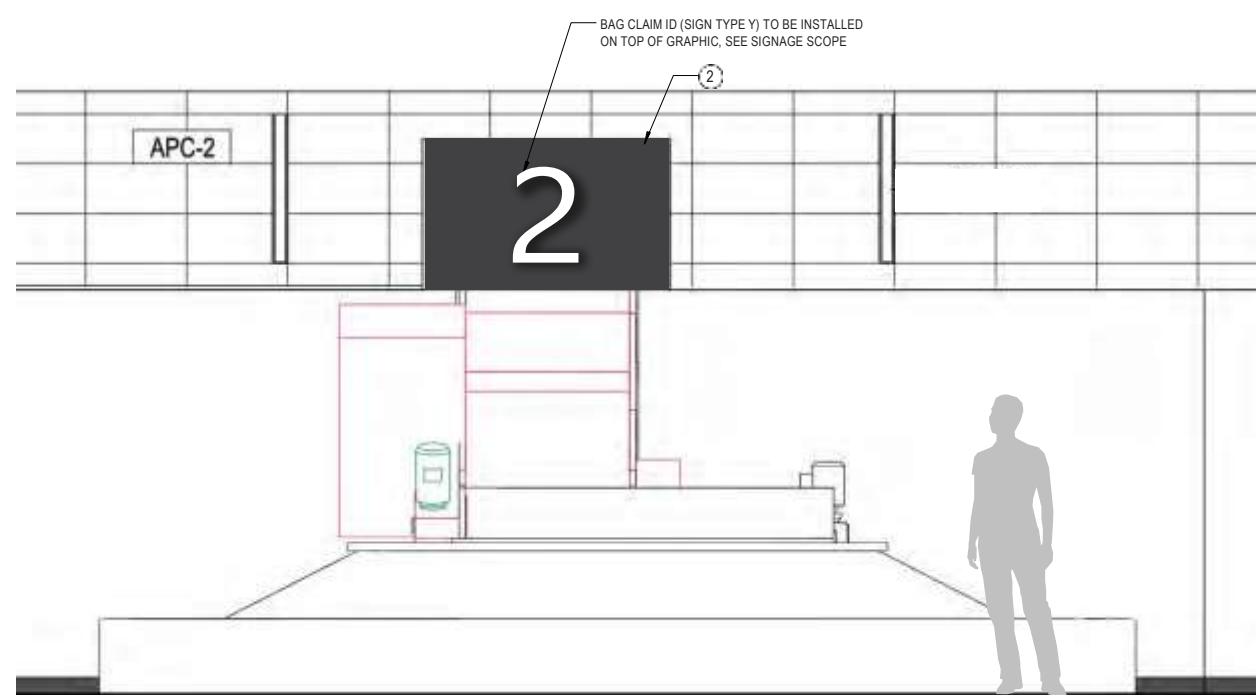 BAG CLAIM ID (SIGN TYPE Y) TO BE INSTALLED
ON TOP OF GRAPHIC, SEE SIGNAGE SCOPE
2
APC-2
2